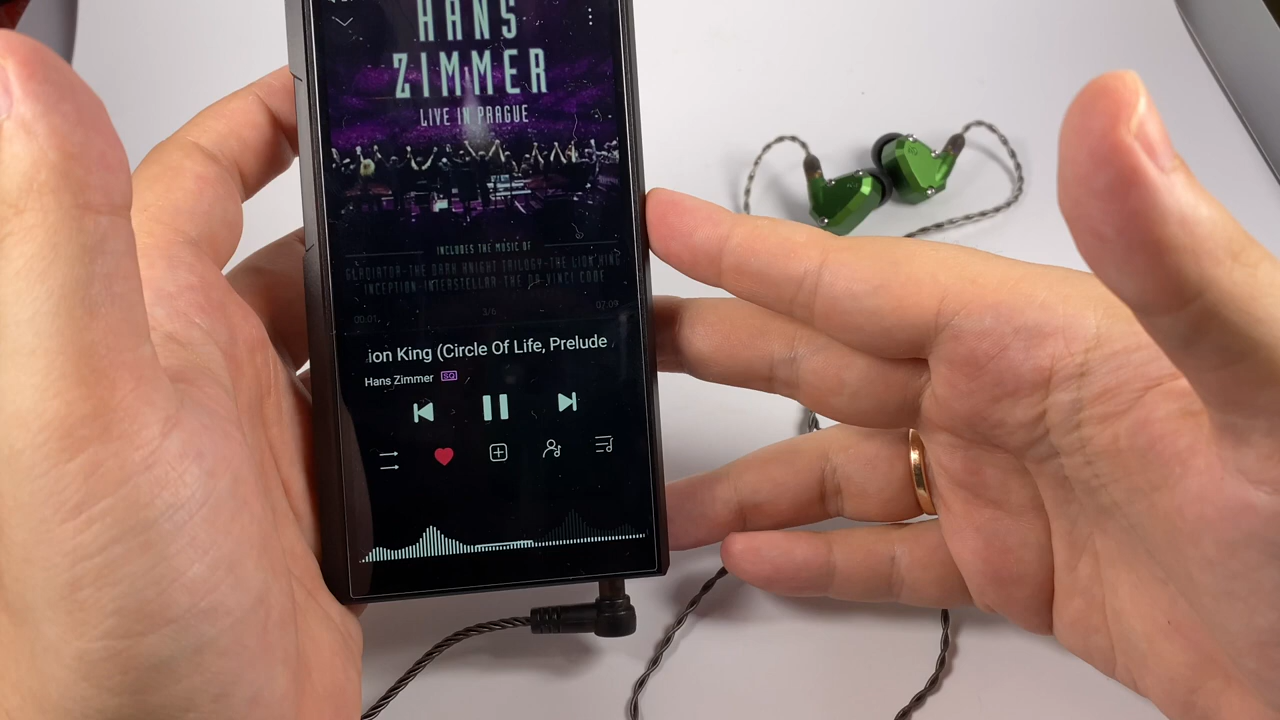 HANS
ZIMMER
LIVE IN PRAGUE
INCLUDES THE MUSIC OF
GLADIATOR-THE DARK KNIGHT TRILOGY-THE LION KING
INCEPTION-INTERSTELLAR-THE DA VINCI CODE
00:01
3/6
07:09
ion King (Circle Of Life, Prelude
Hans Zimmer SQ